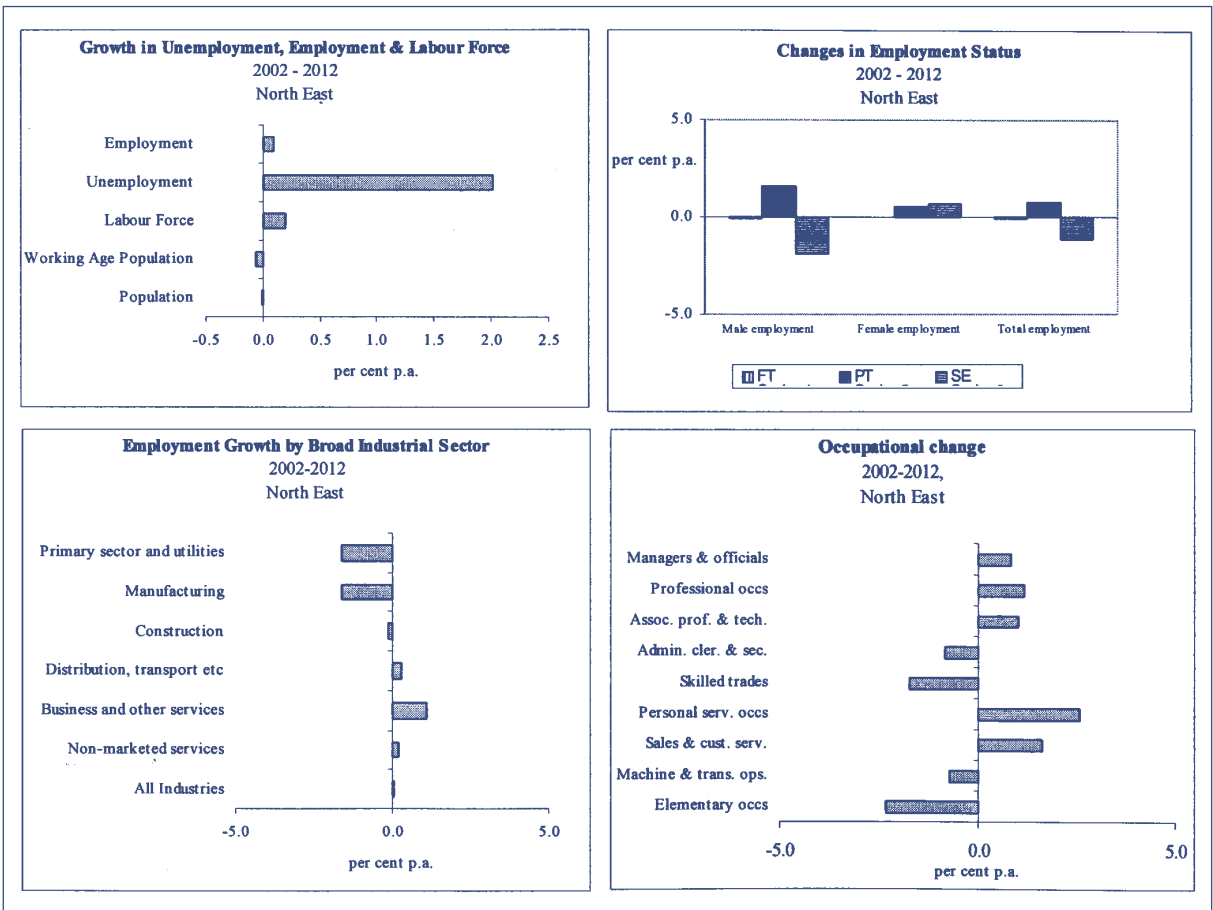 Growth in Unemployment, Employment & Labour Force
2002 - 2012
North East
Employment
Unemployment
Labour Force
Working Age Population
Population
-0.5 0.0 0.5 1.0 1.5 2.0 2.5
per cent p.a.
Changes in Employment Status
2002 - 2012
North East
5.0
per cent p.a.
0.0
-5.0
Male employment Female employment Total employment
FT PT SE
Employment Growth by Broad Industrial Sector
2002-2012
North East
Primary sector and utilities
Manufacturing
Construction
Distribution, transport etc
Business and other services
Non-marketed services
All Industries
-5.0 0.0 5.0
per cent p.a.
Occupational change
2002-2012,
North East
Managers & officials
Professional occs
Assoc. prof. & tech.
Admin. cler. & sec.
Skilled trades
Personal serv. occs
Sales & cust. serv.
Machine & trans. ops.
Elementary occs
-5.0 0.0 5.0
per cent p.a.